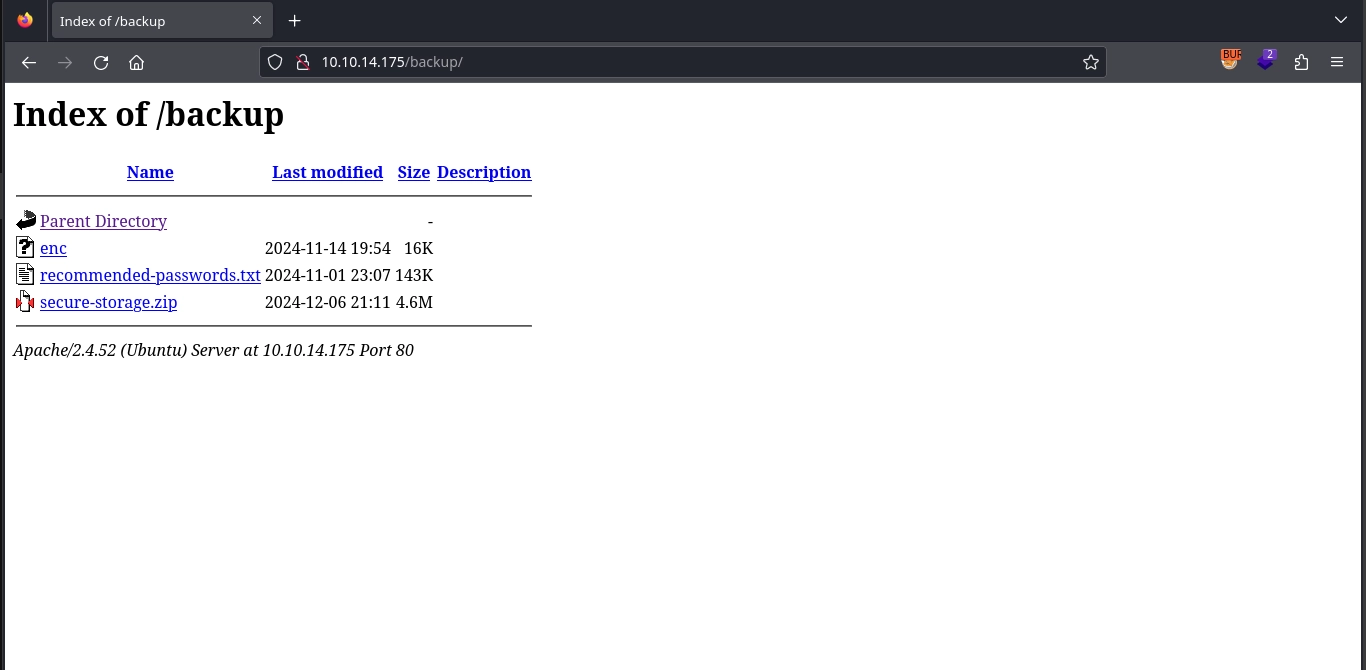 Index of /backup
10.10.14.175/backup/
BUR
2
Index of /backup
Name Last modified Size Description
Parent Directory -
enc 2024-11-14 19:54 16K
recommended-passwords.txt 2024-11-01 23:07 143K
secure-storage.zip 2024-12-06 21:11 4.6M
Apache/2.4.52 (Ubuntu) Server at 10.10.14.175 Port 80